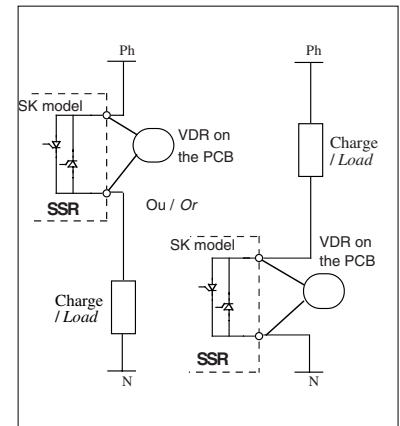 Ph
SK model
VDR on
the PCB
SSR
Ou / Or
Charge
/ Load
N
Ph
Charge
/ Load
SK model
VDR on
the PCB
SSR
N